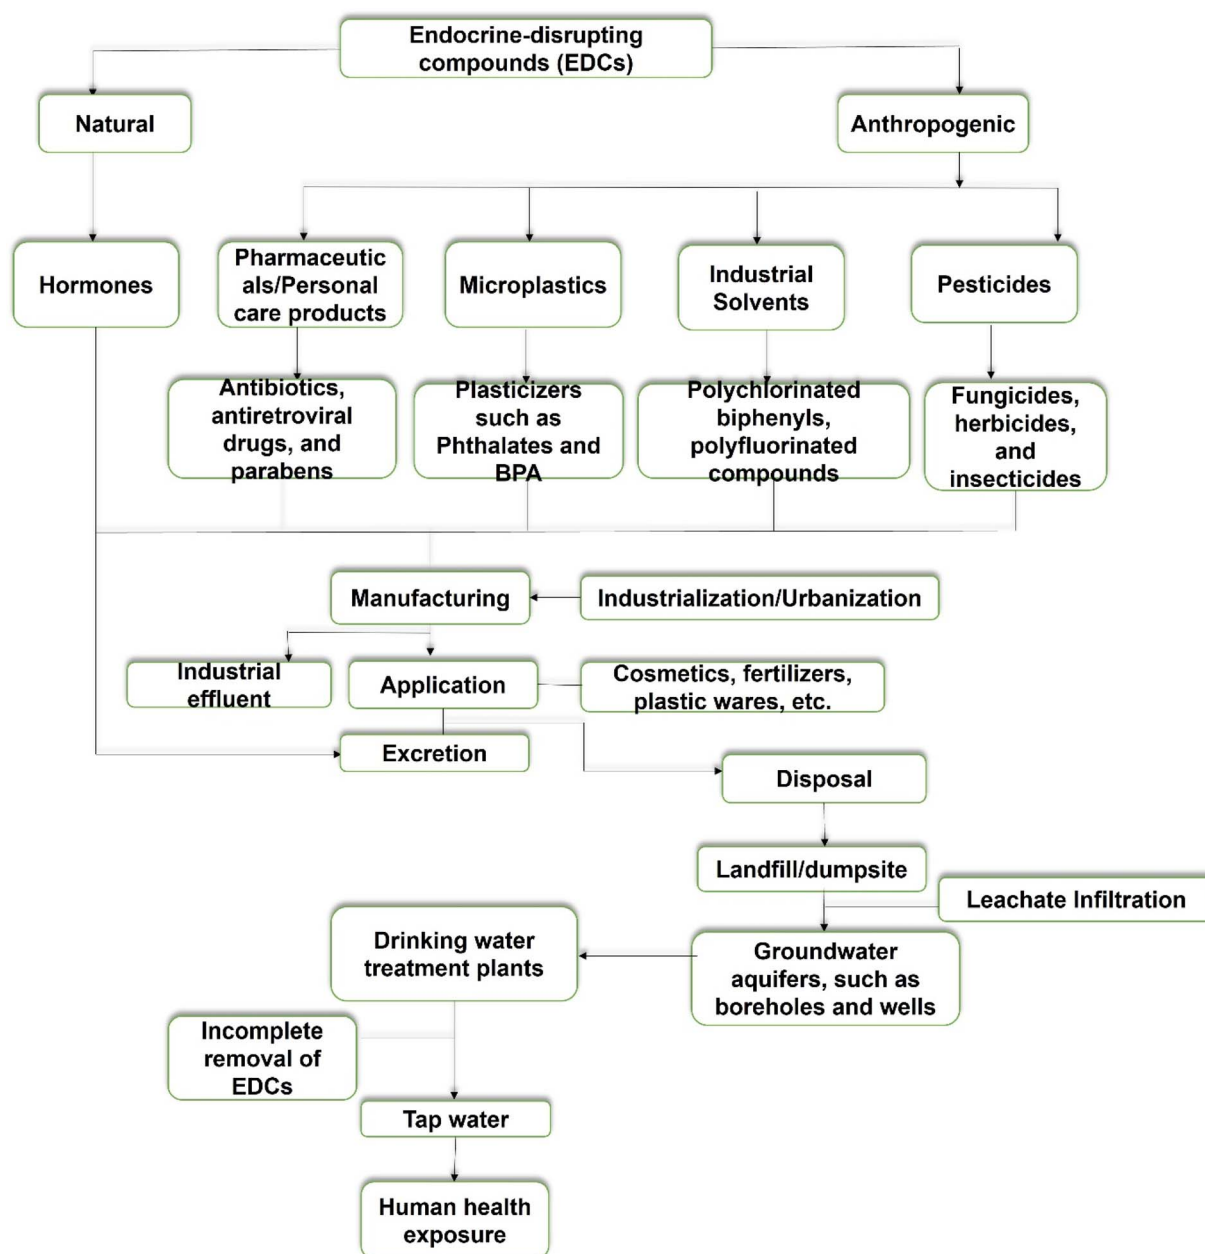 Endocrine-disrupting
compounds (EDCs)
Natural
Anthropogenic
Hormones
Pharmaceutic
als/Personal
care products
Microplastics
Industrial
Solvents
Pesticides
Antibiotics,
antiretroviral
drugs, and
parabens
Plasticizers
such as
Phthalates and
BPA
Polychlorinated
biphenyls,
polyfluorinated
compounds
Fungicides,
herbicides,
and
insecticides
Manufacturing
Industrialization/Urbanization
Industrial
effluent
Application
Cosmetics, fertilizers,
plastic wares, etc.
Excretion
Disposal
Landfill/dumpsite
Leachate Infiltration
Drinking water
treatment plants
Groundwater
aquifers, such as
boreholes and wells
Incomplete
removal of
EDCs
Tap water
Human health
exposure